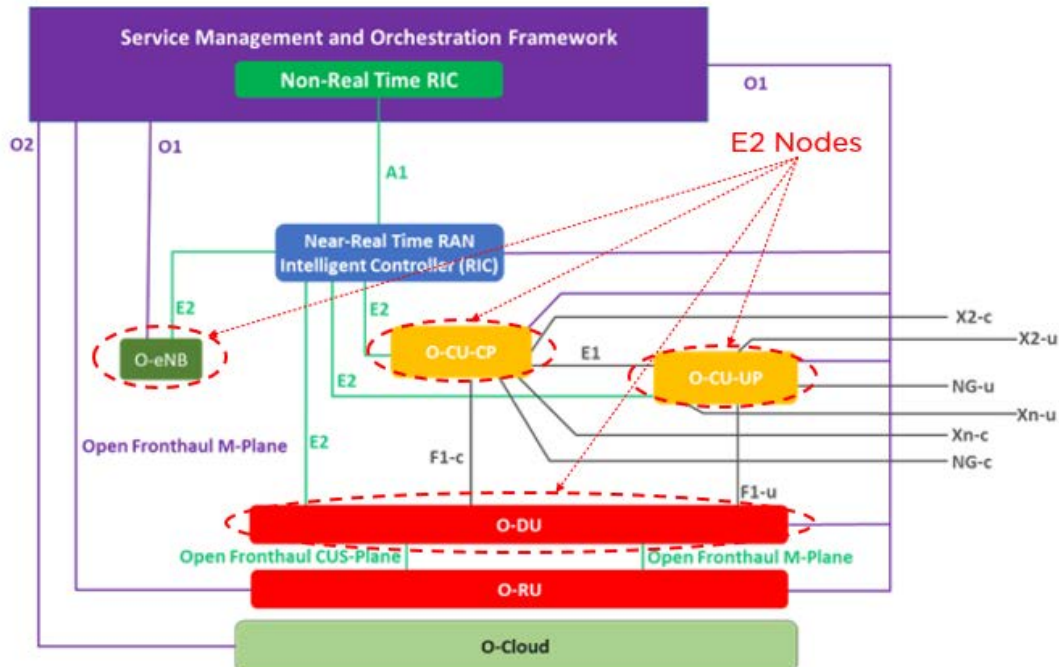 Service Management and Orchestration Framework
Non-Real Time RIC
O1
O2
O1
E2 Nodes
A1
Near-Real Time RAN
Intelligent Controller (RIC)
E2
E2
X2-c
O-eNB
O-CU-CP
E1
X2-u
E2
O-CU-UP
NG-u
Xn-u
Open Fronthaul M-Plane
E2
F1-c
Xn-c
NG-c
F1-u
O-DU
Open Fronthaul CUS-Plane
Open Fronthaul M-Plane
O-RU
O-Cloud